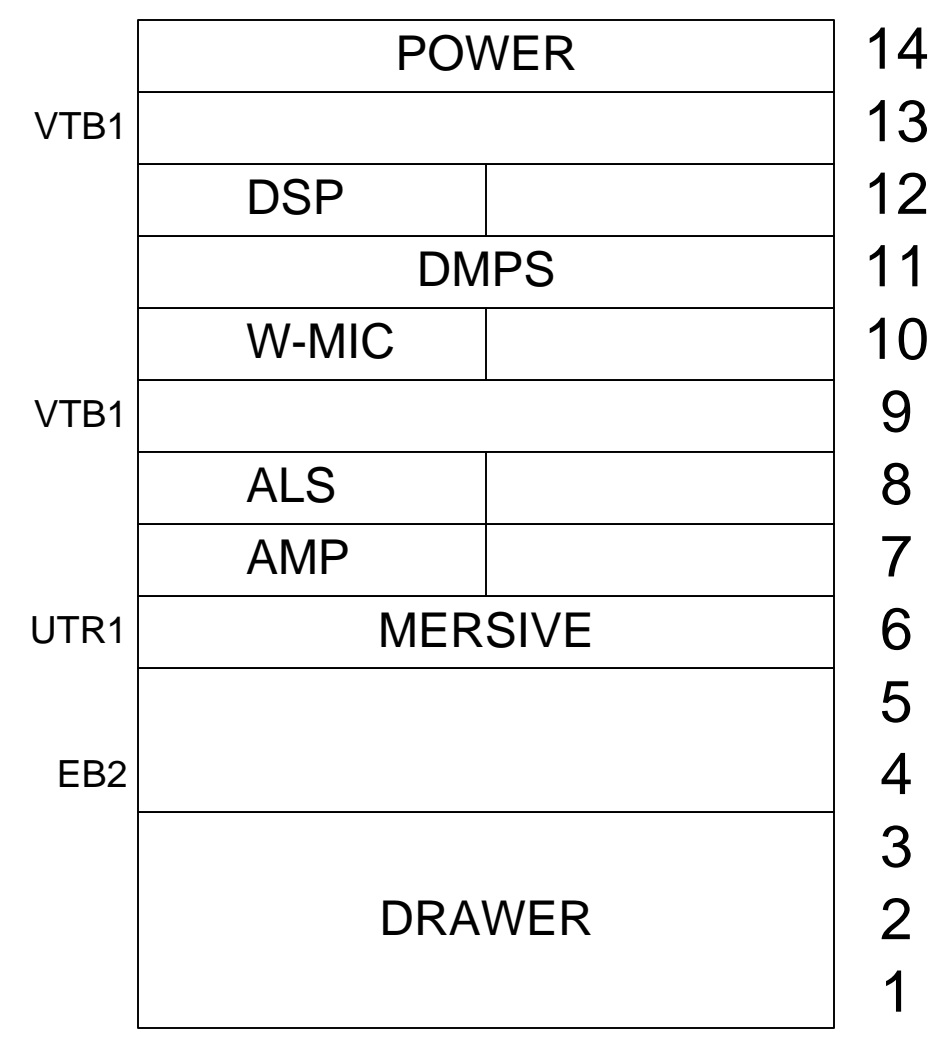 POWER 14
VTB1 13
DSP 12
DMPS 11
W-MIC 10
VTB1 9
ALS 8
AMP 7
UTR1 MERSIVE 6
5
EB2 4
3
DRAWER 2
1